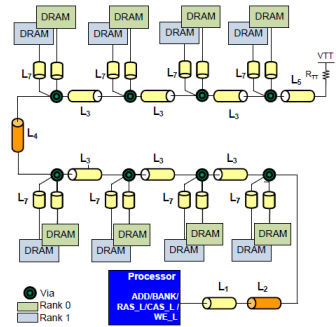 DRAM DRAM DRAM DRAM
DRAM DRAM DRAM DRAM
VTT
L7 L7 L7 L7 L5 RTT
L3 L3 L3
L4
L3 L3 L3
L7 L7 L7 L7
DRAM DRAM DRAM DRAM
DRAM DRAM DRAM DRAM
Processor
ADD/BANK/
RAS_L/CAS_L /
WE_L
L1 L2
Via
Rank 0
Rank 1